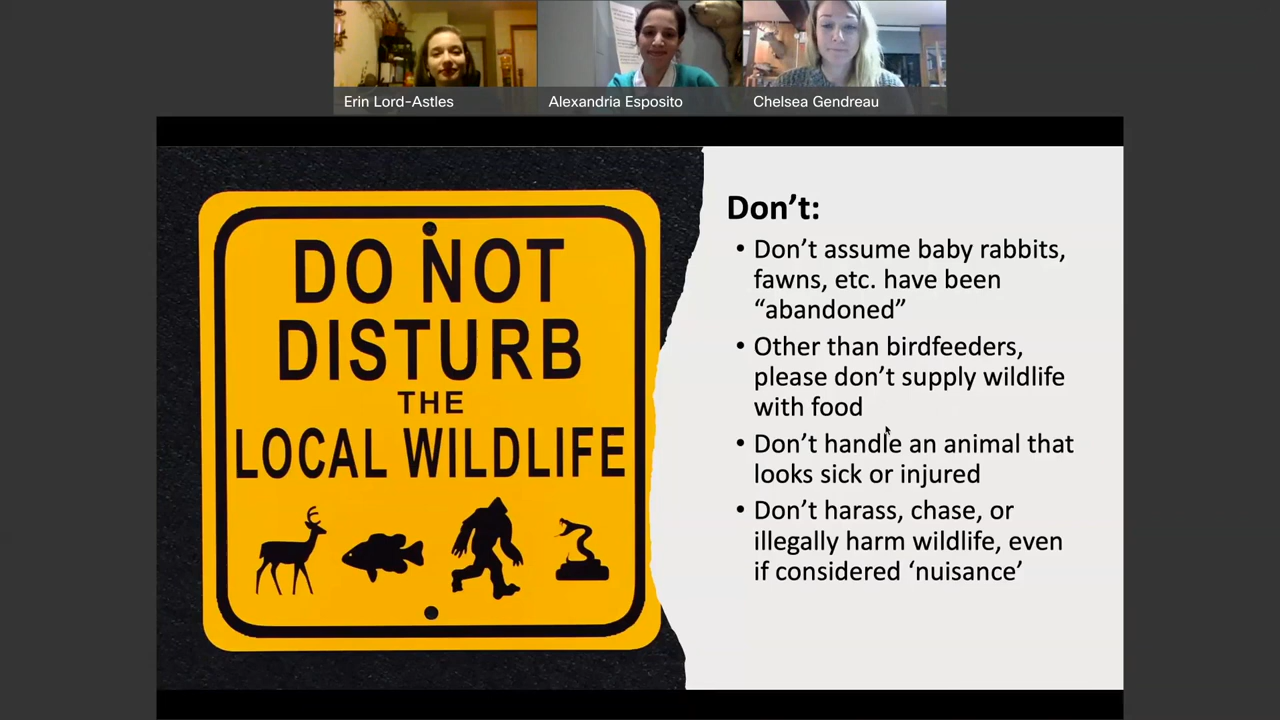 Erin Lord-Astles
Alexandria Esposito
Chelsea Gendreau
DO NOT
DISTURB
THE
LOCAL WILDLIFE
Don’t:
• Don’t assume baby rabbits,
fawns, etc. have been
“abandoned”
• Other than birdfeeders,
please don’t supply wildlife
with food
• Don’t handle an animal that
looks sick or injured
• Don’t harass, chase, or
illegally harm wildlife, even
if considered ‘nuisance’